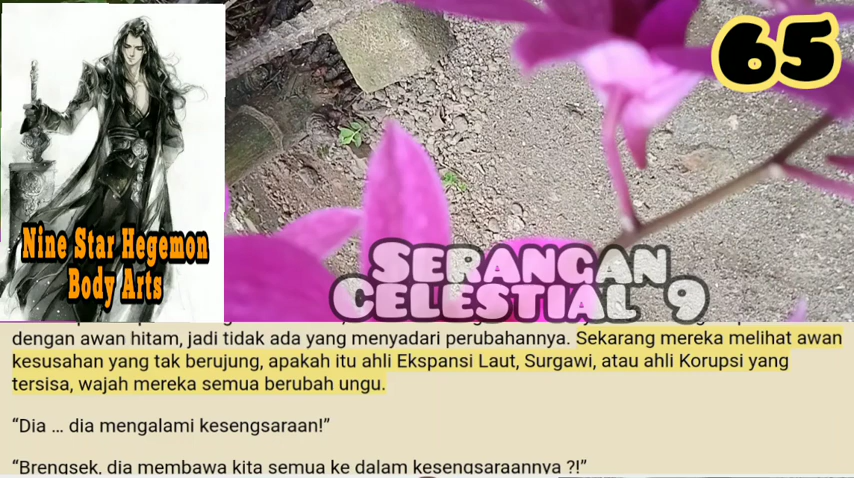 65
Nine Star Hegemon
Body Arts
SERANGAN
CELESTIAL 9
dengan awan hitam, jadi tidak ada yang menyadari perubahannya. Sekarang mereka melihat awan
kesusahan yang tak berujung, apakah itu ahli Ekspansi Laut, Surgawi, atau ahli Korupsi yang
tersisa, wajah mereka semua berubah ungu.
“Dia ... dia mengalami kesengsaraan!”
“Brengsek, dia membawa kita semua ke dalam kesengsaraannya ?!”